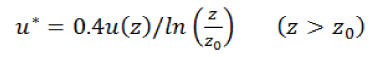 u* = 0.4u(z)/ln (z/z₀) (z > z₀)